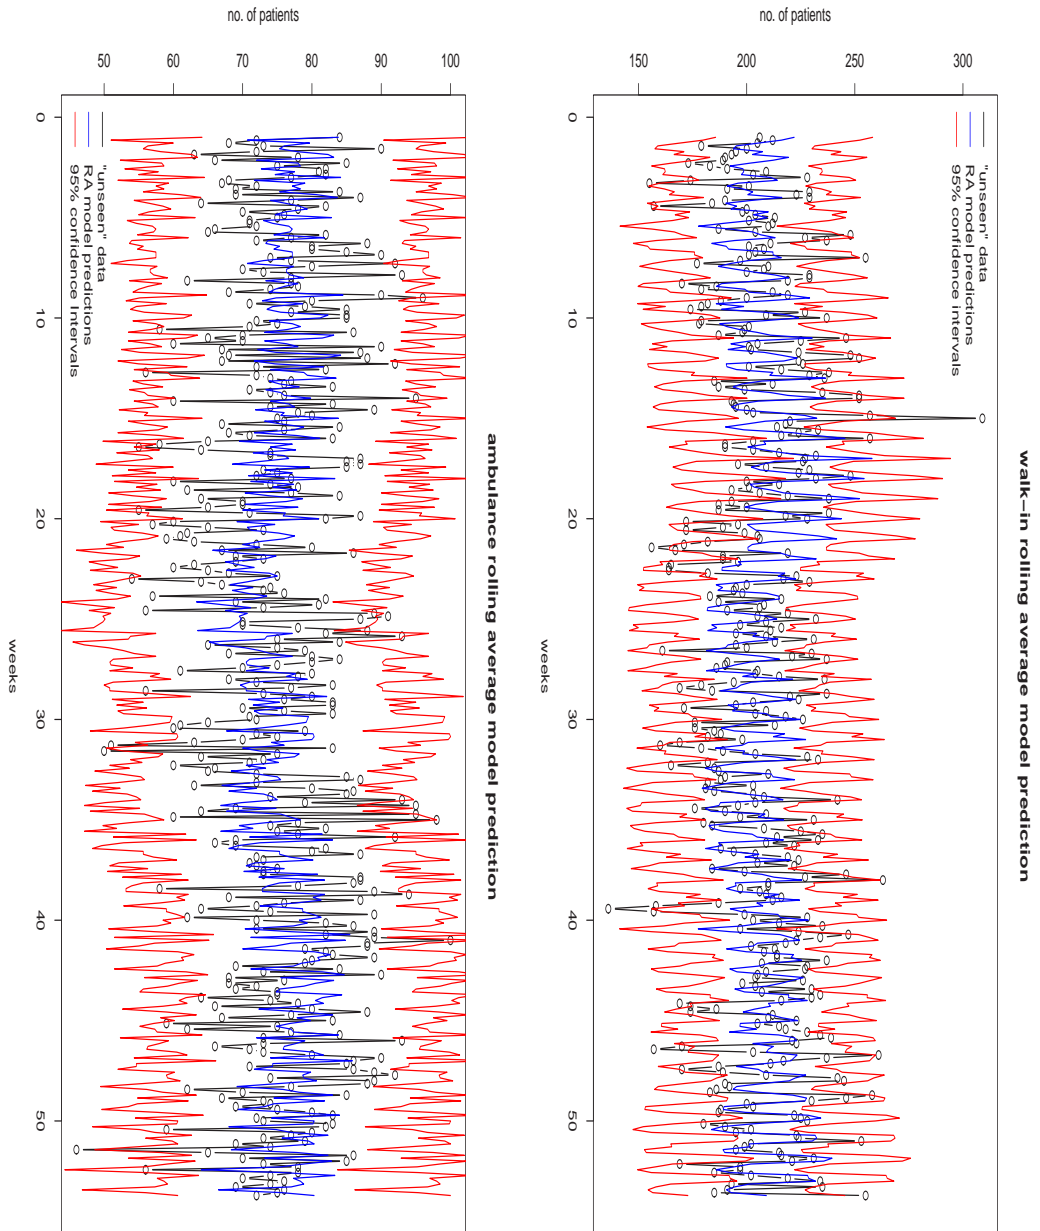 walk−in rolling average model prediction
no. of patients
150 200 250 300
"unseen" data
RA model predictions
95% confidence intervals
0 10 20 30 40 50
weeks
ambulance rolling average model prediction
no. of patients
50 60 70 80 90 100
"unseen" data
RA model predictions
95% confidence intervals
0 10 20 30 40 50
weeks